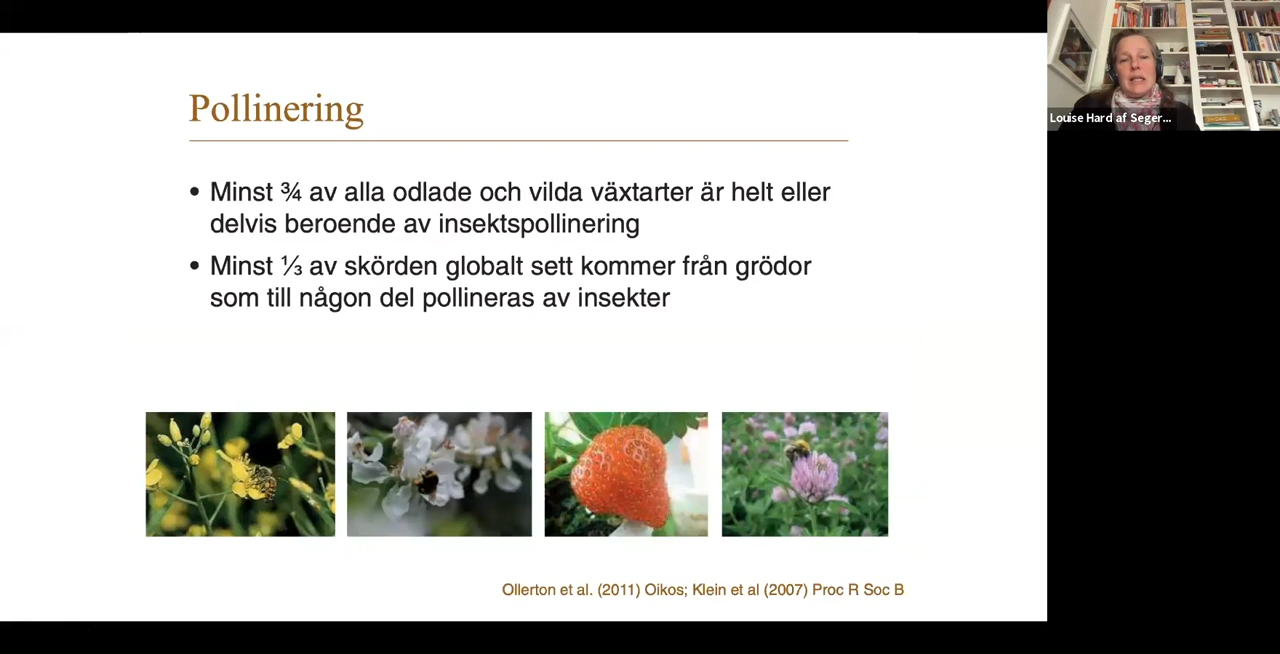 Pollinering
• Minst ¾ av alla odlade och vilda växtarter är helt eller
delvis beroende av insektspollinering
• Minst ⅓ av skörden globalt sett kommer från grödor
som till någon del pollineras av insekter
Ollerton et al. (2011) Oikos; Klein et al (2007) Proc R Soc B
Louise Hard af Seger...